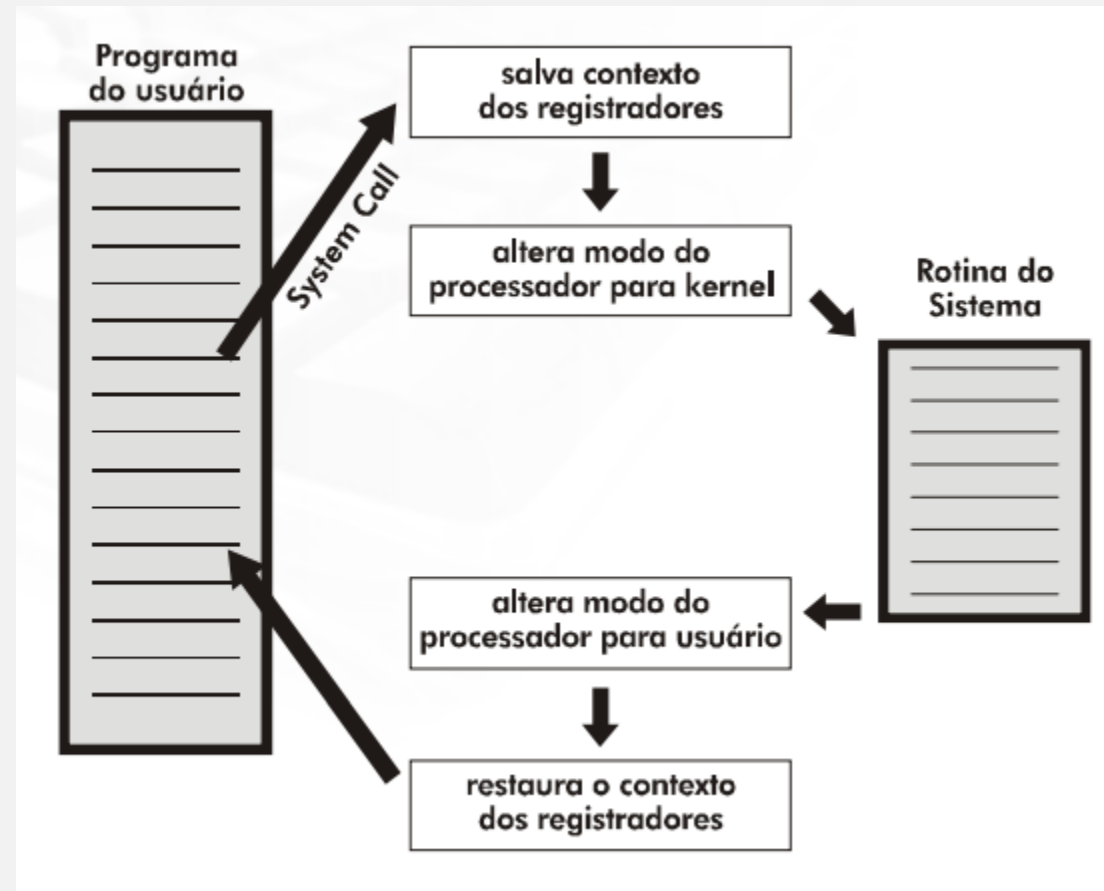 Programa
do usuário
System Call
salva contexto
dos registradores
altera modo do
processador para kernel
Rotina do
Sistema
altera modo do
processador para usuário
restaura o contexto
dos registradores